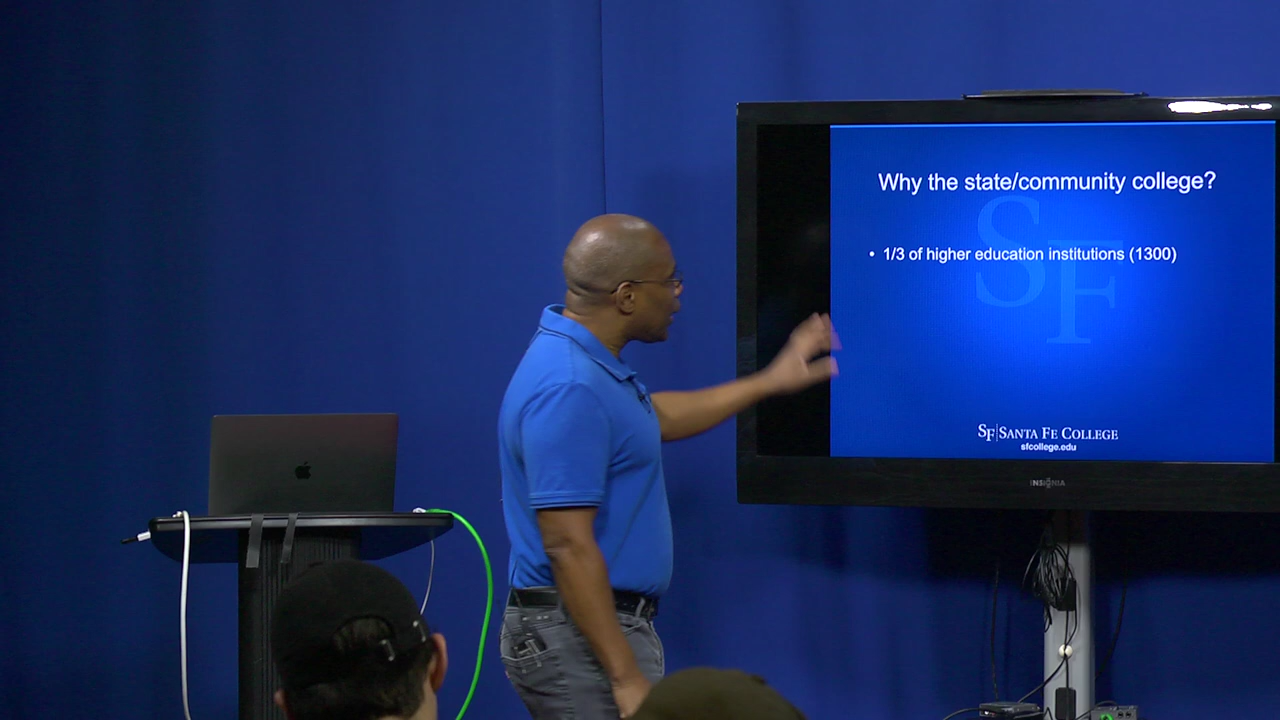 Why the state/community college?
• 1/3 of higher education institutions (1300)
SF
SF SANTA FE COLLEGE
sfcollege.edu
INSIGNIA